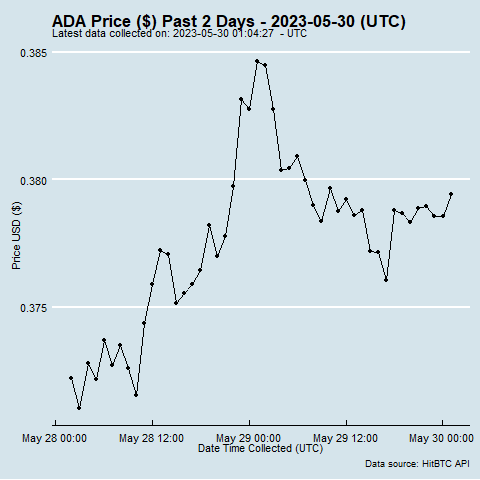 ADA Price ($) Past 2 Days - 2023-05-30 (UTC)
Latest data collected on: 2023-05-30 01:04:27 - UTC
0.385
0.380
0.375
Price USD ($)
May 28 00:00 May 28 12:00 May 29 00:00 May 29 12:00 May 30 00:00
Date Time Collected (UTC)
Data source: HitBTC API